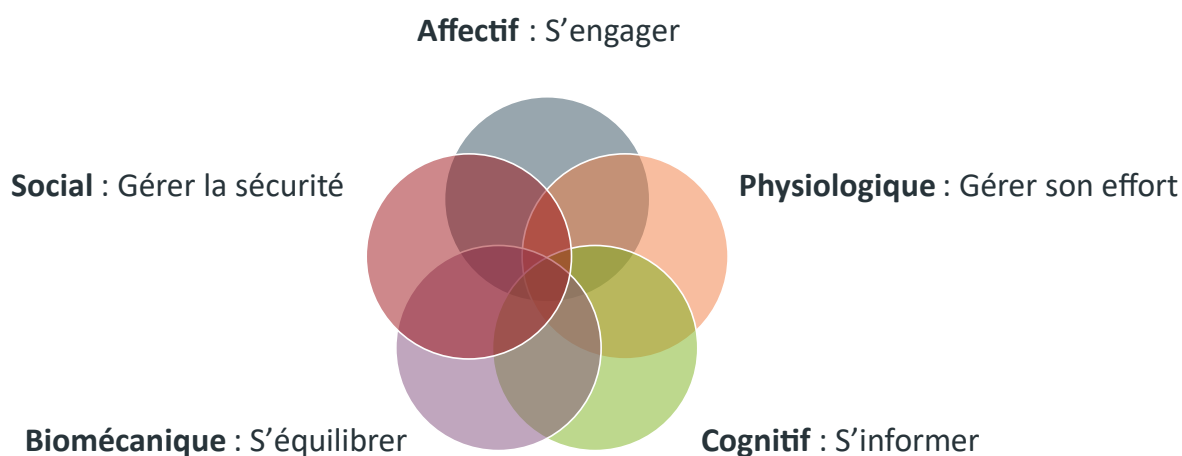 Affectif : S’engager
Social : Gérer la sécurité
Physiologique : Gérer son effort
Biomécanique : S’équilibrer
Cognitif : S’informer